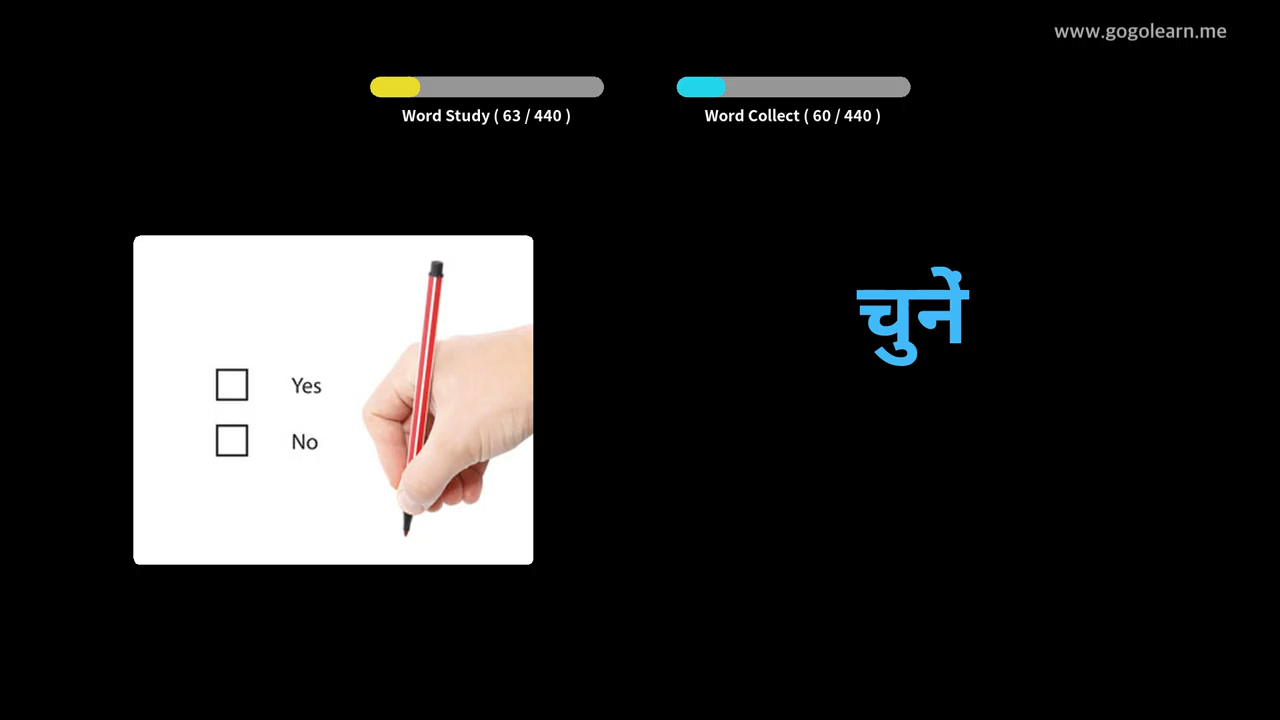 www.gogolearn.me
Word Study ( 63 / 440 )
Word Collect ( 60 / 440 )
Yes
No
चुनें